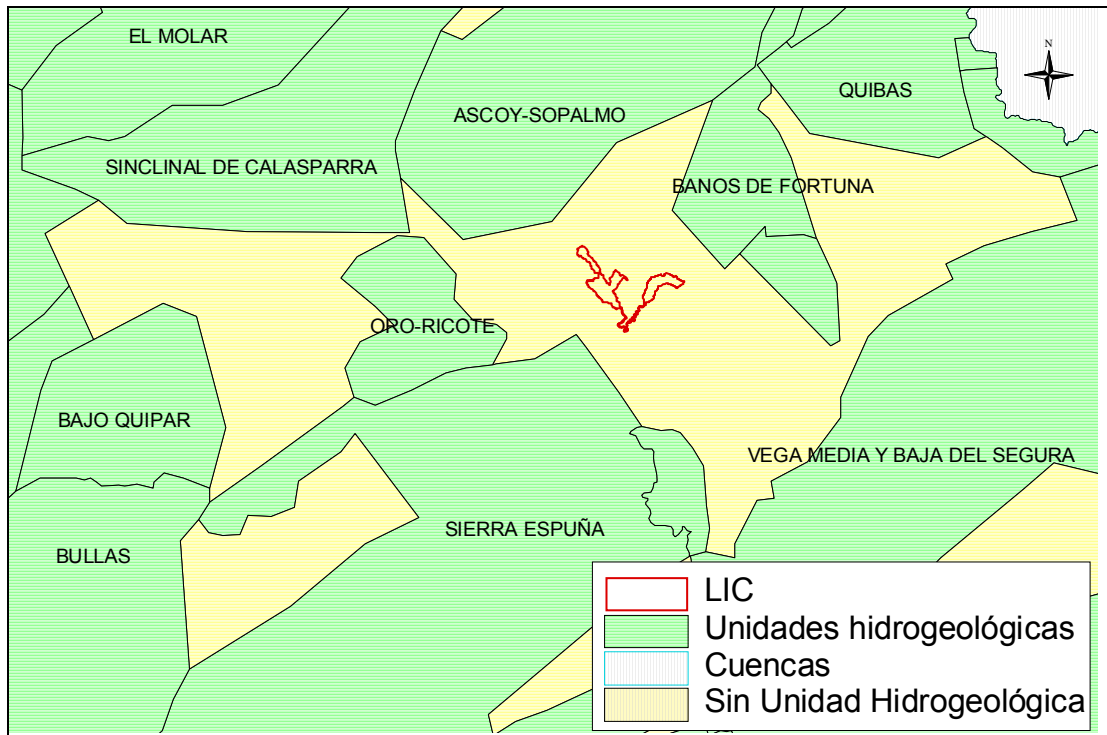 EL MOLAR
N
QUIBAS
ASCOY-SOPALMO
SINCLINAL DE CALASPARRA
BANOS DE FORTUNA
ORO-RICOTE
BAJO QUIPAR
VEGA MEDIA Y BAJA DEL SEGURA
SIERRA ESPUÑA
BULLAS
LIC
Unidades hidrogeológicas
Cuencas
Sin Unidad Hidrogeológica